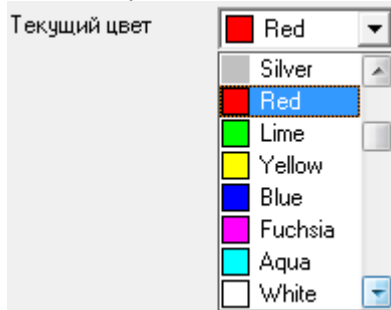 Текущий цвет Red
Silver
Red
Lime
Yellow
Blue
Fuchsia
Aqua
White